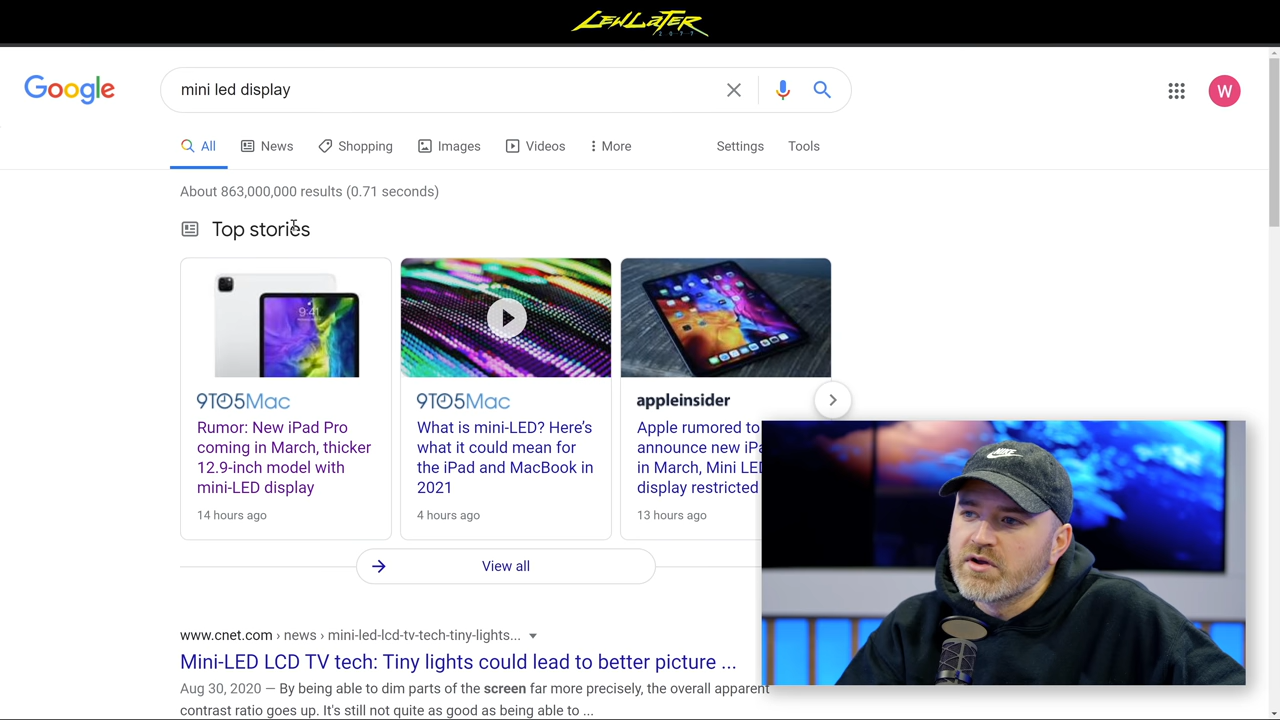 LEWLATER
2077
Google
mini led display
W
All
News
Shopping
Images
Videos
More
Settings
Tools
About 863,000,000 results (0.71 seconds)
Top stories
9:41
9TO5Mac
Rumor: New iPad Pro
coming in March, thicker
12.9-inch model with
mini-LED display
14 hours ago
9TO5Mac
What is mini-LED? Here's
what it could mean for
the iPad and MacBook in
2021
4 hours ago
appleinsider
Apple rumored to
announce new iPa
in March, Mini LED
display restricted
13 hours ago
View all
www.cnet.com › news › mini-led-lcd-tv-tech-tiny-lights...
Mini-LED LCD TV tech: Tiny lights could lead to better picture ...
Aug 30, 2020 — By being able to dim parts of the screen far more precisely, the overall apparent
contrast ratio goes up. It's still not quite as good as being able to ...
NIKE